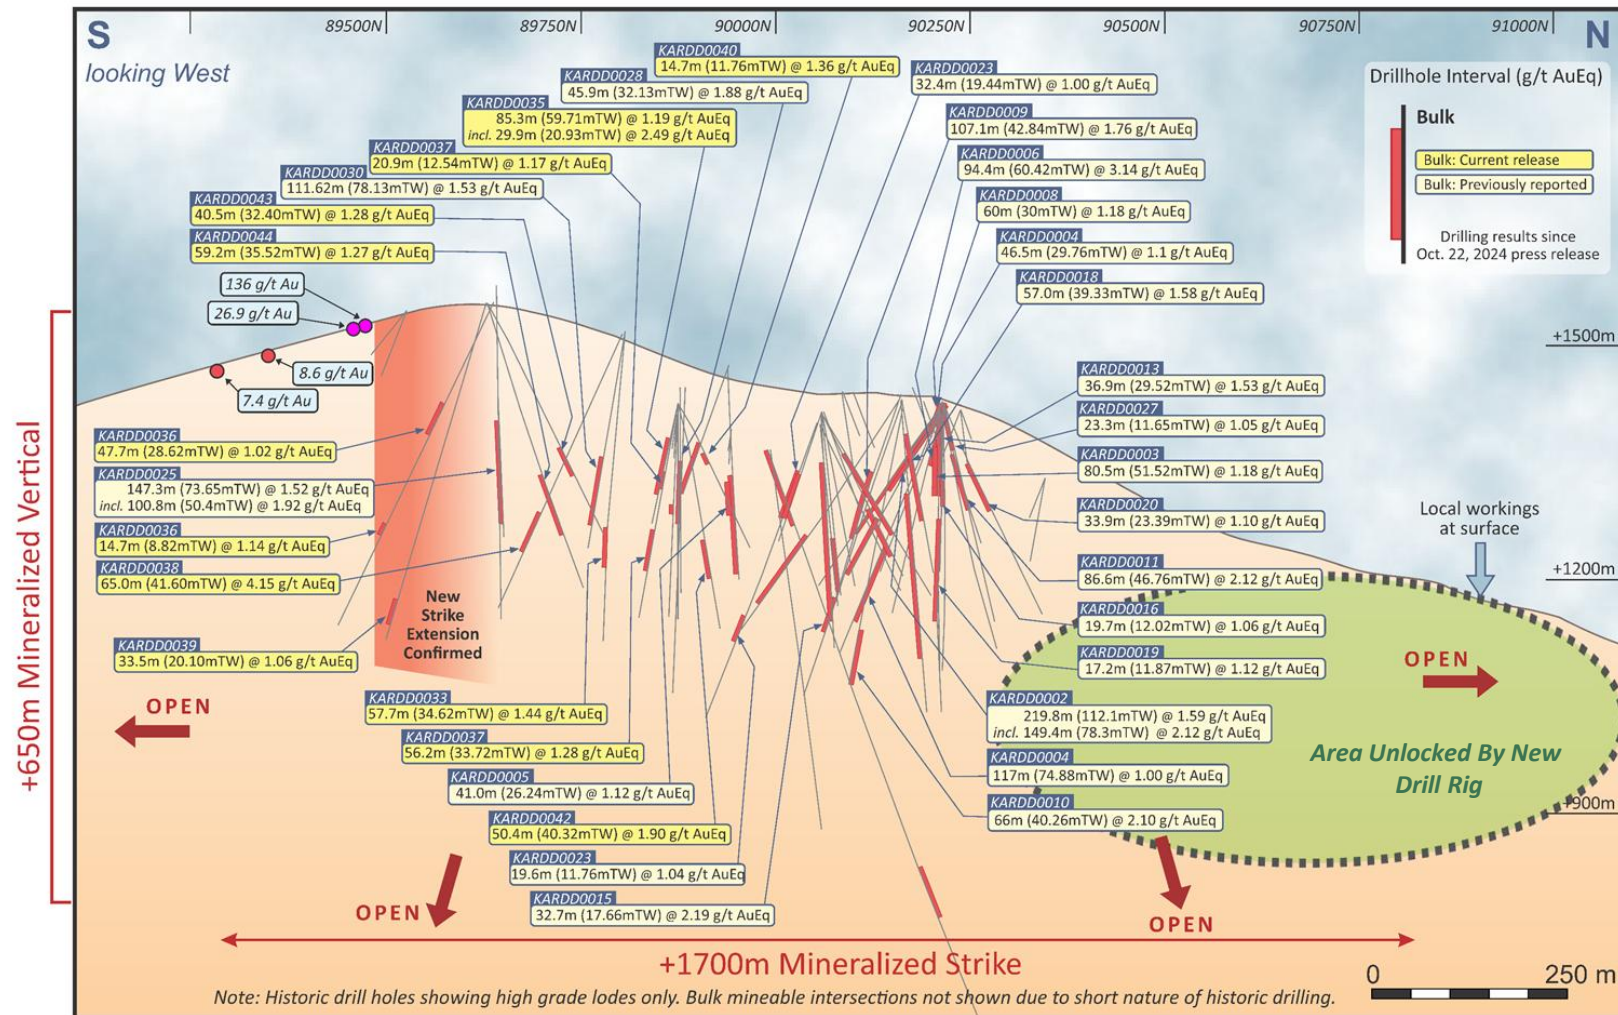 S
looking West
89500N
89750N
90000N
90250N
90500N
90750N
91000N
N
KARDD0040
14.7m (11.76mTW) @ 1.36 g/t AuEq
KARDD0028
45.9m (32.13mTW) @ 1.88 g/t AuEq
KARDD0035
85.3m (59.71mTW) @ 1.19 g/t AuEq
incl. 29.9m (20.93mTW) @ 2.49 g/t AuEq
KARDD0037
20.9m (12.54mTW) @ 1.17 g/t AuEq
KARDD0030
111.62m (78.13mTW) @ 1.53 g/t AuEq
KARDD0043
40.5m (32.40mTW) @ 1.28 g/t AuEq
KARDD0044
59.2m (35.52mTW) @ 1.27 g/t AuEq
136 g/t Au
26.9 g/t Au
8.6 g/t Au
7.4 g/t Au
KARDD0023
32.4m (19.44mTW) @ 1.00 g/t AuEq
KARDD0009
107.1m (42.84mTW) @ 1.76 g/t AuEq
KARDD0006
94.4m (60.42mTW) @ 3.14 g/t AuEq
KARDD0008
60m (30mTW) @ 1.18 g/t AuEq
KARDD0004
46.5m (29.76mTW) @ 1.1 g/t AuEq
KARDD0018
57.0m (39.33mTW) @ 1.58 g/t AuEq
Drillhole Interval (g/t AuEq)
Bulk
Bulk: Current release
Bulk: Previously reported
Drilling results since
Oct. 22, 2024 press release
+1500m
+1200m
+900m
KARDD0013
36.9m (29.52mTW) @ 1.53 g/t AuEq
KARDD0027
23.3m (11.65mTW) @ 1.05 g/t AuEq
KARDD0003
80.5m (51.52mTW) @ 1.18 g/t AuEq
KARDD0020
33.9m (23.39mTW) @ 1.10 g/t AuEq
KARDD0011
86.6m (46.76mTW) @ 2.12 g/t AuEq
KARDD0016
19.7m (12.02mTW) @ 1.06 g/t AuEq
KARDD0019
17.2m (11.87mTW) @ 1.12 g/t AuEq
KARDD0002
219.8m (112.1mTW) @ 1.59 g/t AuEq
incl. 149.4m (78.3mTW) @ 2.12 g/t AuEq
KARDD0004
117m (74.88mTW) @ 1.00 g/t AuEq
KARDD0010
66m (40.26mTW) @ 2.10 g/t AuEq
Local workings
at surface
OPEN
Area Unlocked By New
Drill Rig
OPEN
KARDD0036
47.7m (28.62mTW) @ 1.02 g/t AuEq
KARDD0025
147.3m (73.65mTW) @ 1.52 g/t AuEq
incl. 100.8m (50.4mTW) @ 1.92 g/t AuEq
KARDD0036
14.7m (8.82mTW) @ 1.14 g/t AuEq
KARDD0038
65.0m (41.60mTW) @ 4.15 g/t AuEq
KARDD0039
33.5m (20.10mTW) @ 1.06 g/t AuEq
New
Strike
Extension
Confirmed
+650m Mineralized Vertical
OPEN
KARDD0033
57.7m (34.62mTW) @ 1.44 g/t AuEq
KARDD0037
56.2m (33.72mTW) @ 1.28 g/t AuEq
KARDD0005
41.0m (26.24mTW) @ 1.12 g/t AuEq
KARDD0042
50.4m (40.32mTW) @ 1.90 g/t AuEq
KARDD0023
19.6m (11.76mTW) @ 1.04 g/t AuEq
KARDD0015
32.7m (17.66mTW) @ 2.19 g/t AuEq
OPEN
+1700m Mineralized Strike
0
250 m
Note: Historic drill holes showing high grade lodes only. Bulk mineable intersections not shown due to short nature of historic drilling.